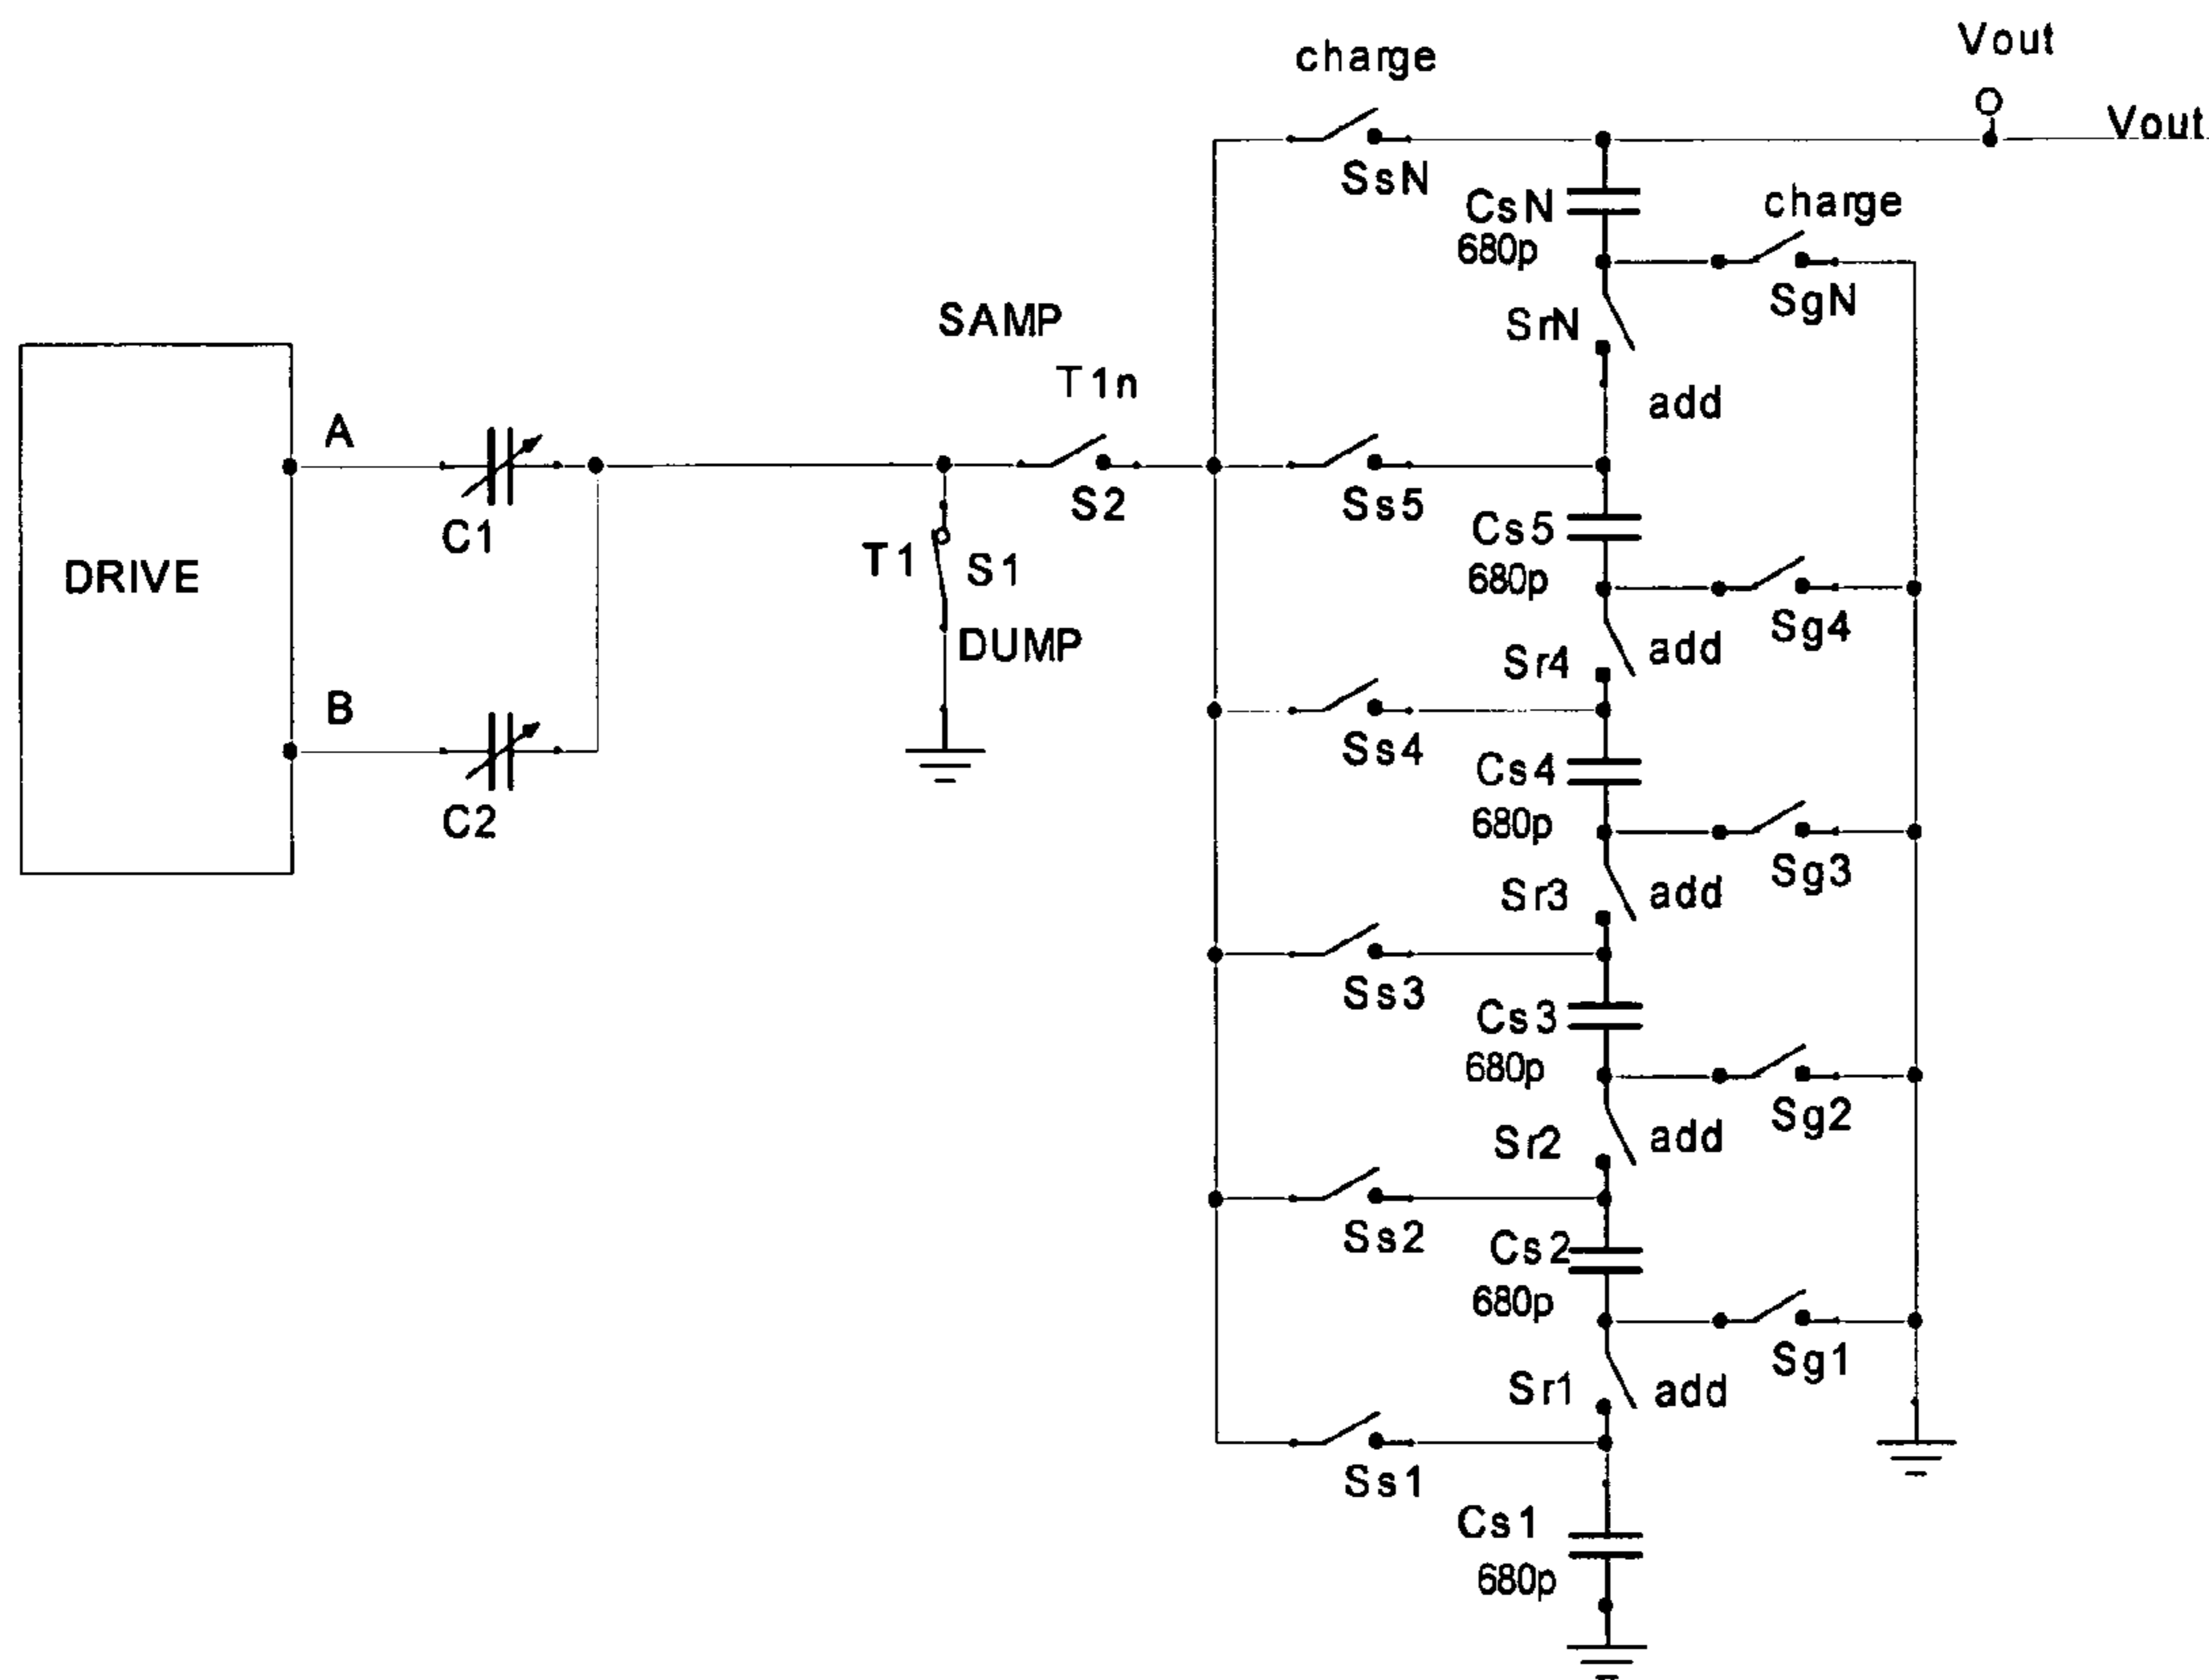 Vout
charge
Vout
SsN
CsN
charge
680p
SgN
SAMP
SrN
T1n
add
A
S2
Ss5
Cs5
C1
T1
S1
680p
DRIVE
Sg4
DUMP
Sr4
add
B
Ss4
Cs4
C2
680p
Sg3
Sr3
add
Ss3
Cs3
680p
Sg2
Sr2
add
Ss2
Cs2
680p
Sg1
Sr1
add
Ss1
Cs1
680p